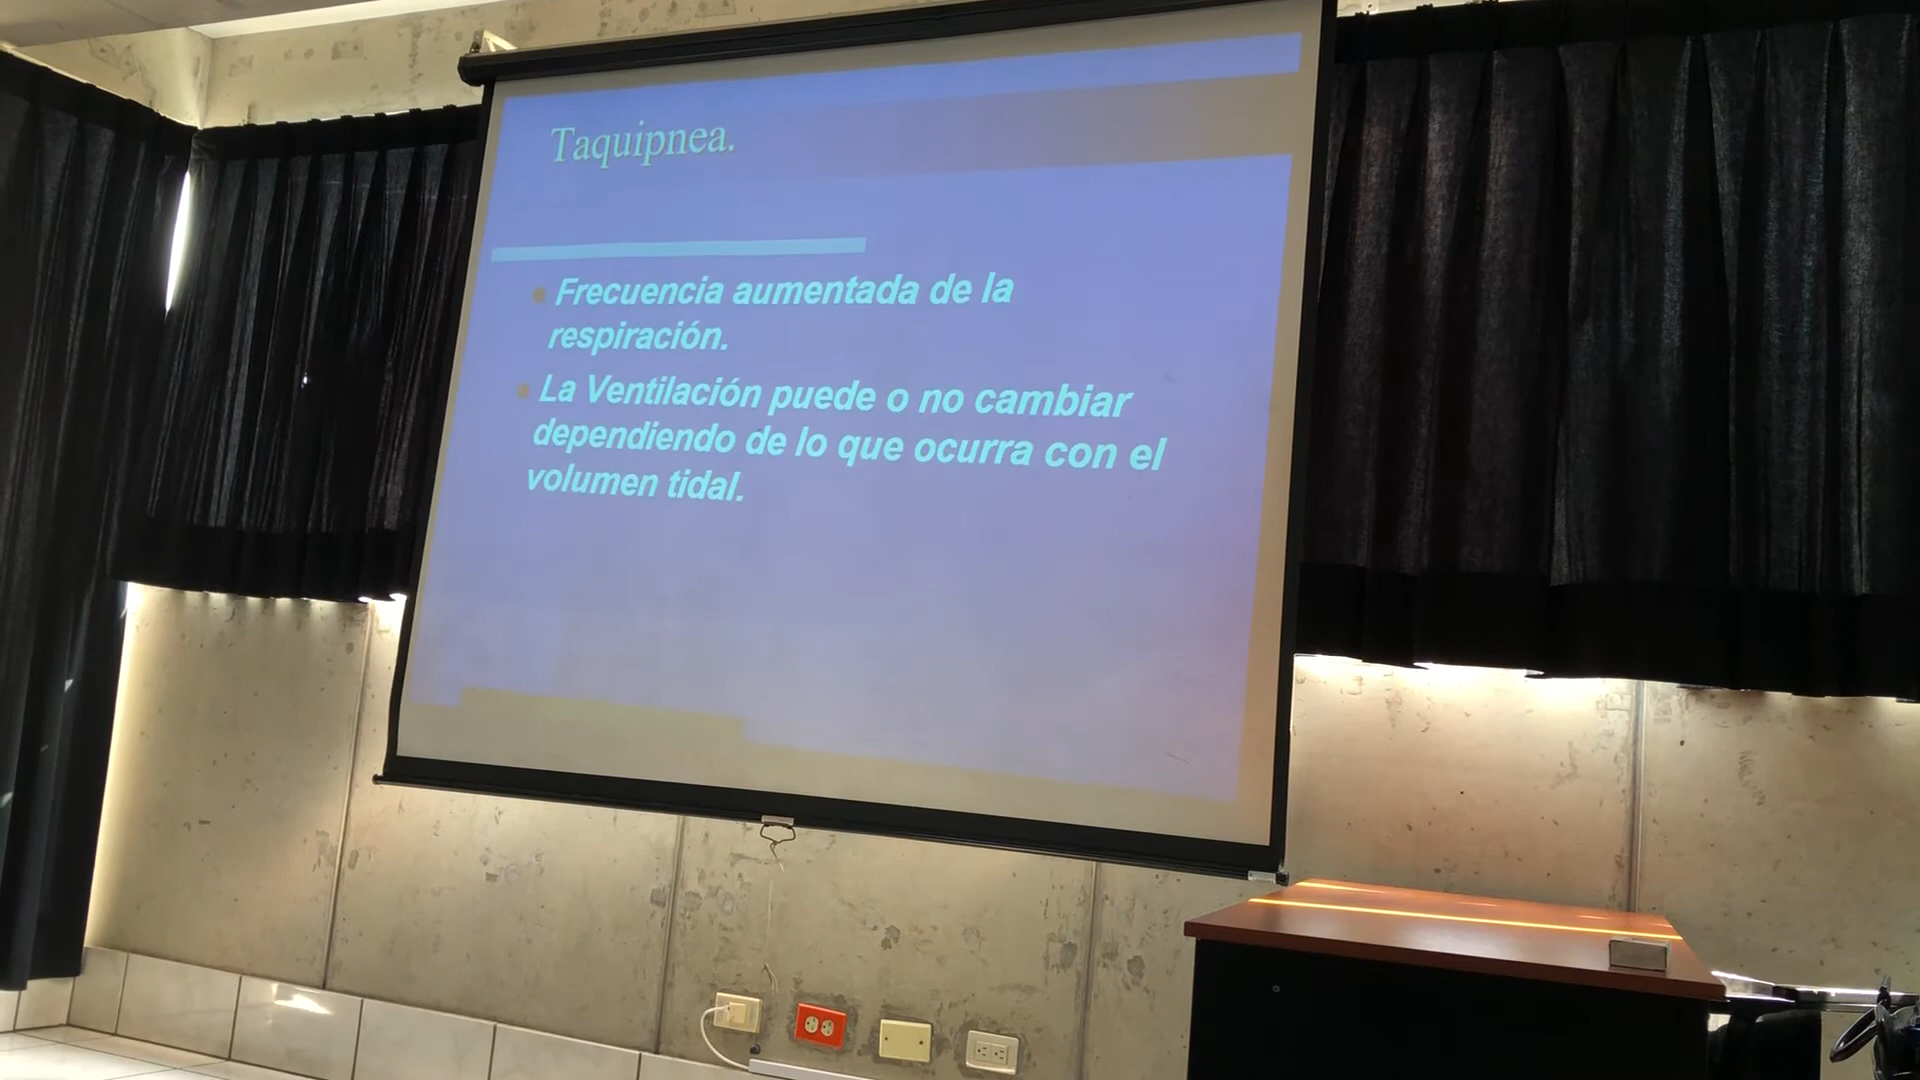 Taquipnea.
Frecuencia aumentada de la
respiración.
La Ventilación puede o no cambiar
dependiendo de lo que ocurra con el
volumen tidal.